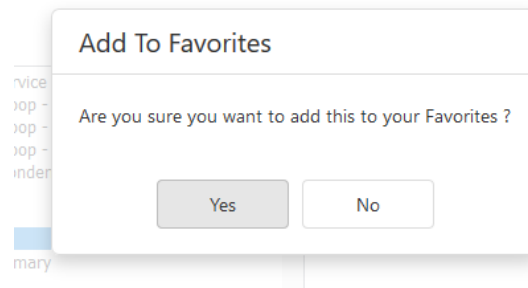 Add To Favorites
Are you sure you want to add this to your Favorites ?
Yes
No